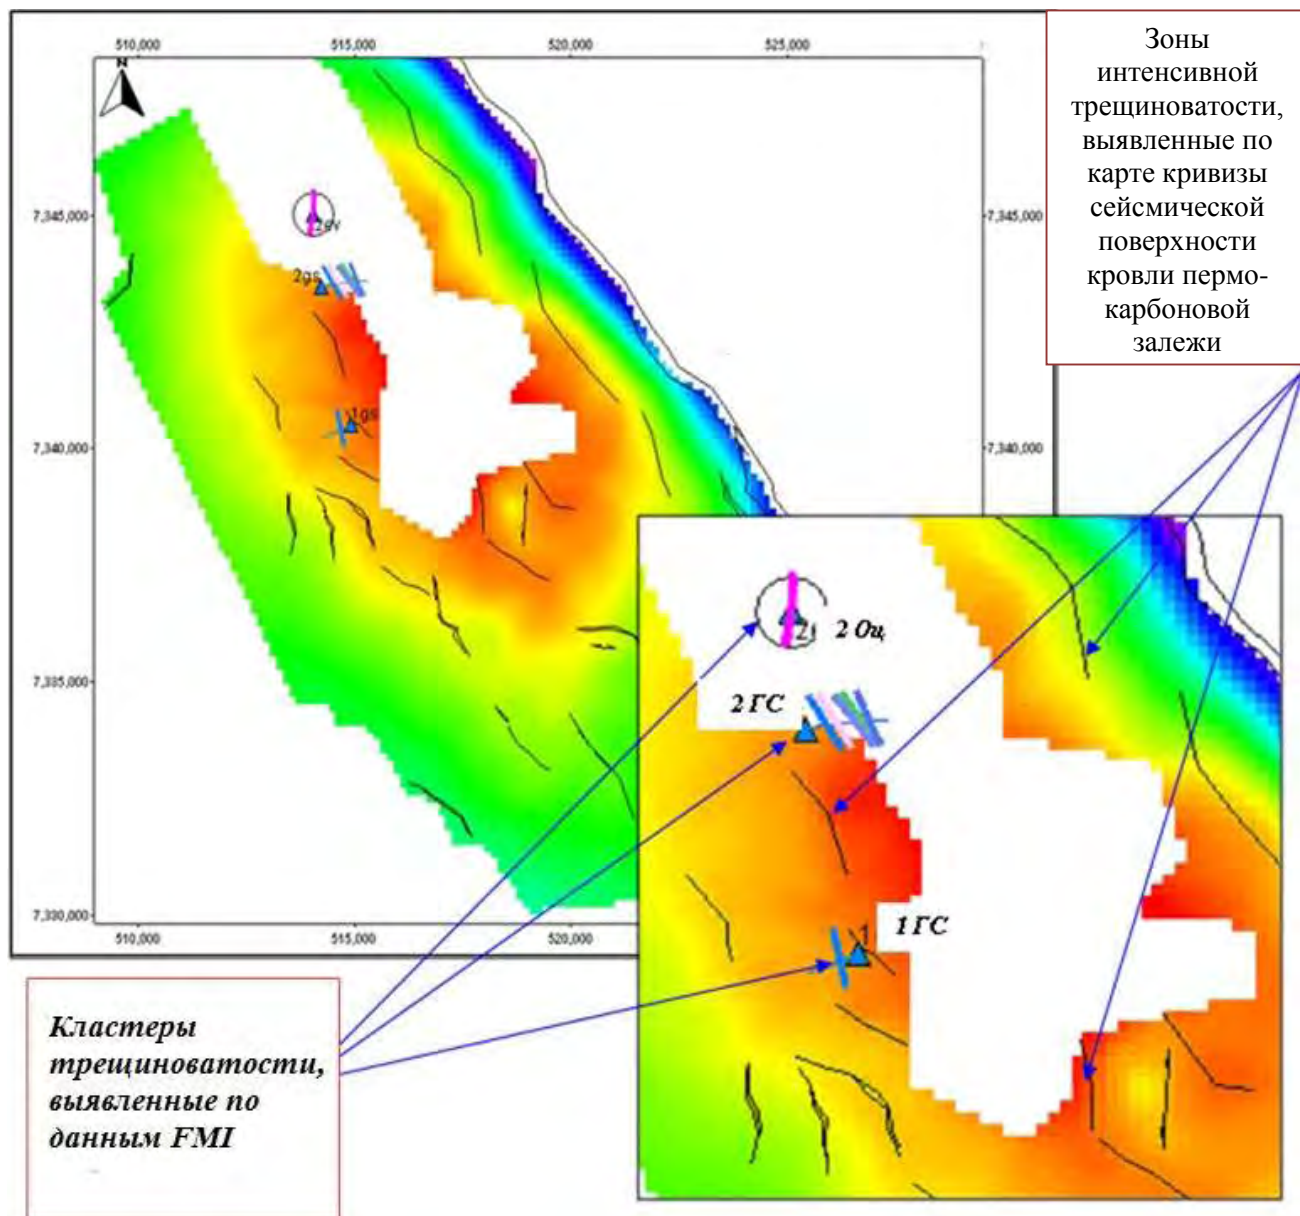 510,000
515,000
520,000
525,000
N
7,345,000
7,345,000
2gs
1gs
7,340,000
7,340,000
7,335,000
7,330,000
510,000
515,000
520,000
Зоны
интенсивной
трещиноватости,
выявленные по
карте кривизы
сейсмической
поверхности
кровли пермо-
карбоновой
залежи
2 Оц
2 ГС
1
1 ГС
Кластеры
трещиноватости,
выявленные по
данным FMI